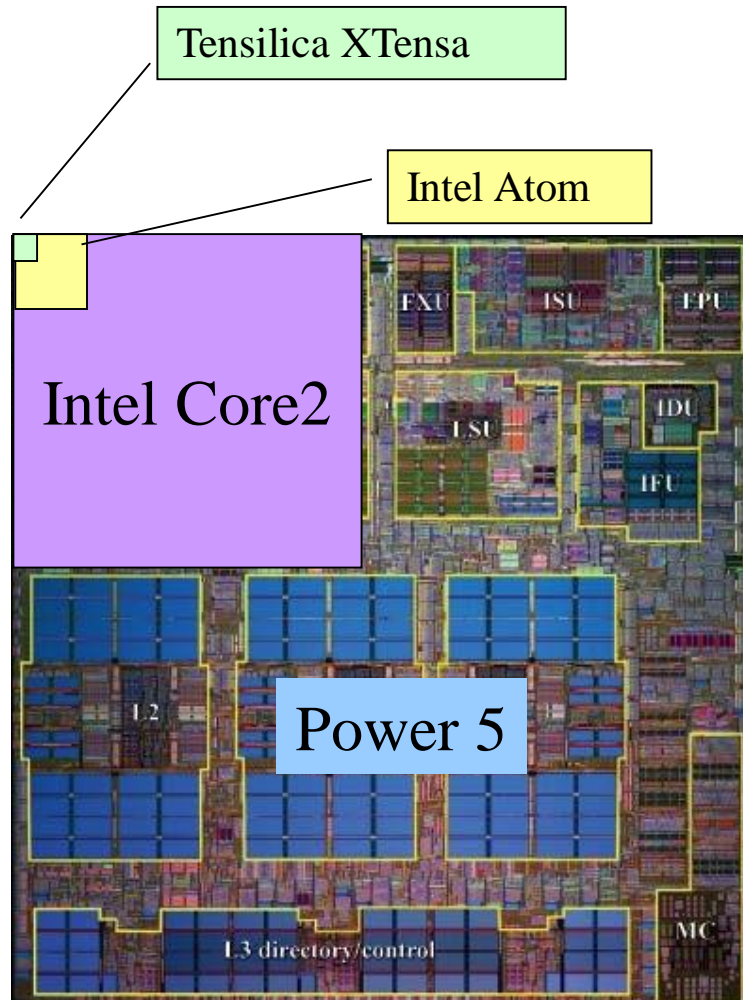 Tensilica XTensa
Intel Atom
FXU
ISU
FPU
Intel Core2
LSU
IDU
IFU
L2
Power 5
L3 directory/control
MC